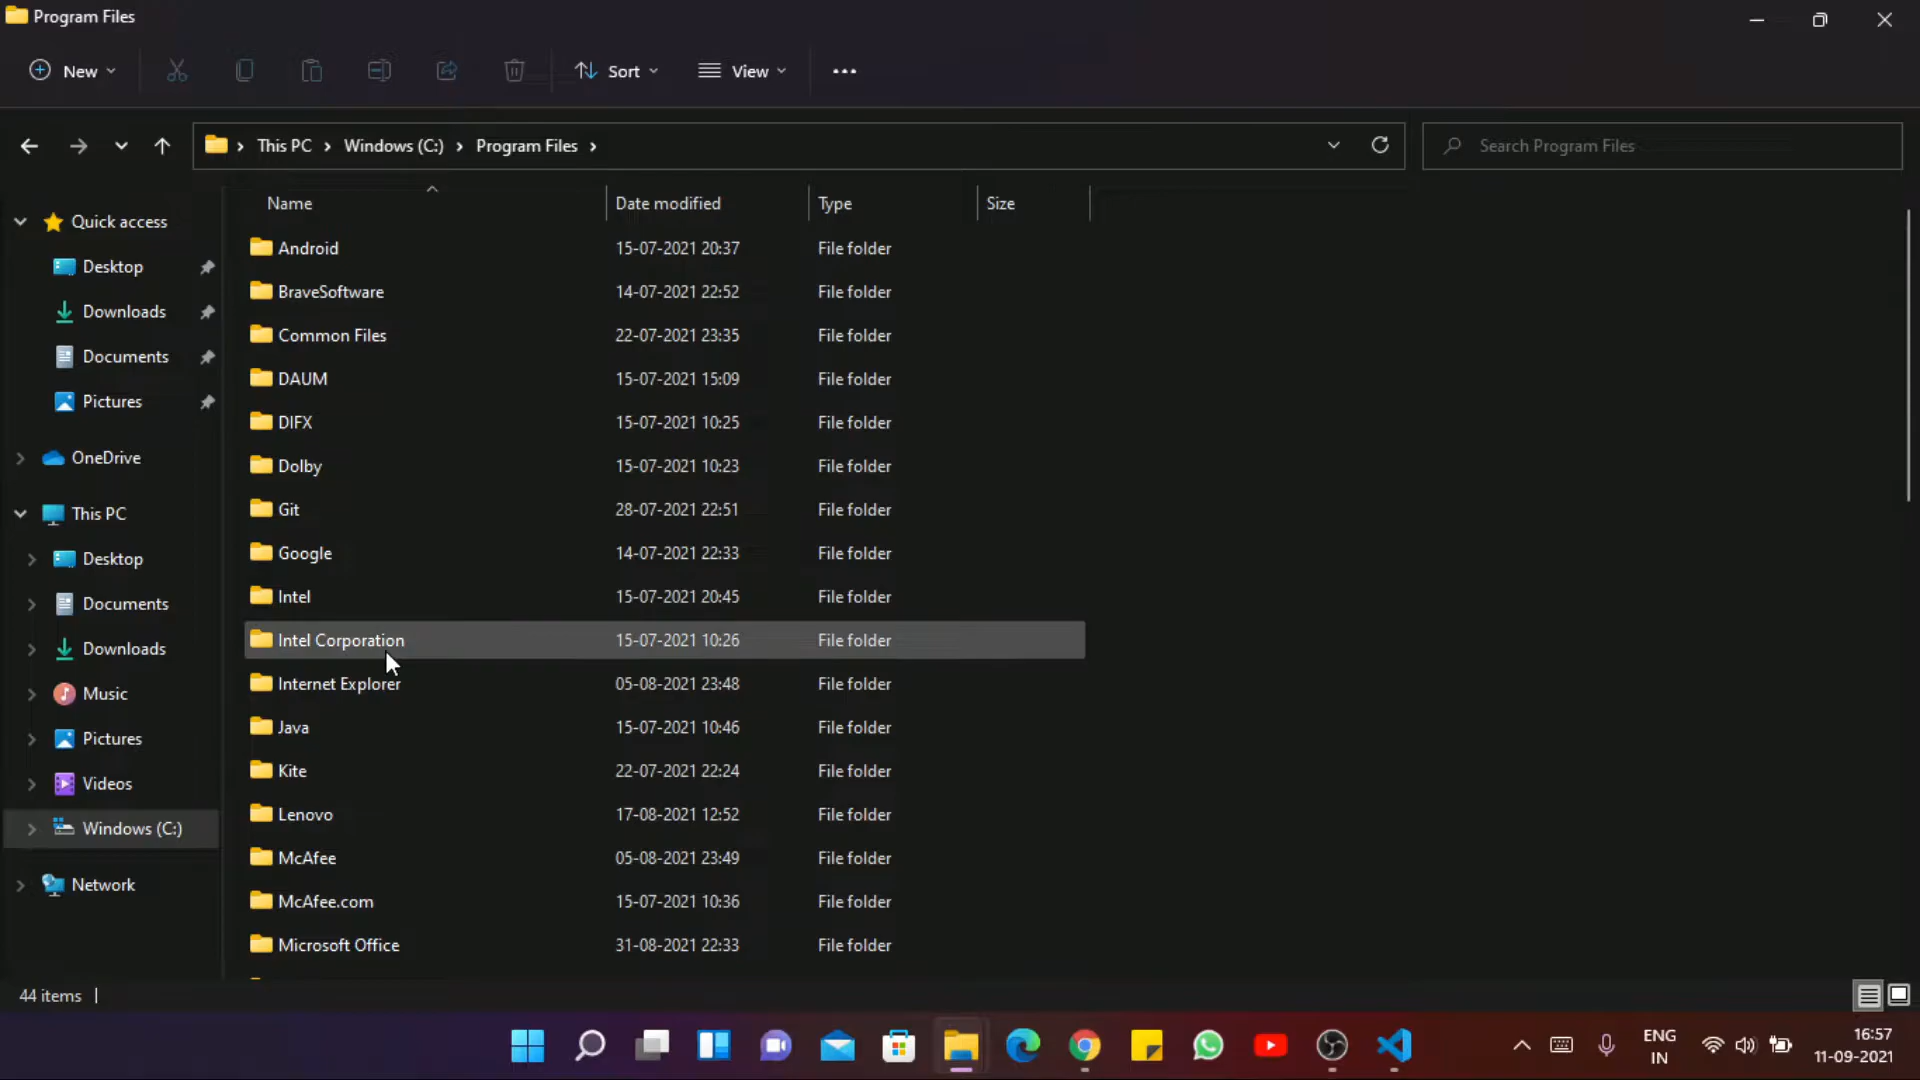 Program Files
New
Sort
View
This PC > Windows (C:) > Program Files >
Search Program Files
Name Date modified Type Size
Quick access
Desktop
Downloads
Documents
Pictures
OneDrive
This PC
Desktop
Documents
Downloads
Music
Pictures
Videos
Windows (C:)
Network
Android 15-07-2021 20:37 File folder
BraveSoftware 14-07-2021 22:52 File folder
Common Files 22-07-2021 23:35 File folder
DAUM 15-07-2021 15:09 File folder
DIFX 15-07-2021 10:25 File folder
Dolby 15-07-2021 10:23 File folder
Git 28-07-2021 22:51 File folder
Google 14-07-2021 22:33 File folder
Intel 15-07-2021 20:45 File folder
Intel Corporation 15-07-2021 10:26 File folder
Internet Explorer 05-08-2021 23:48 File folder
Java 15-07-2021 10:46 File folder
Kite 22-07-2021 22:24 File folder
Lenovo 17-08-2021 12:52 File folder
McAfee 05-08-2021 23:49 File folder
McAfee.com 15-07-2021 10:36 File folder
Microsoft Office 31-08-2021 22:33 File folder
44 items
ENG
IN
16:57
11-09-2021